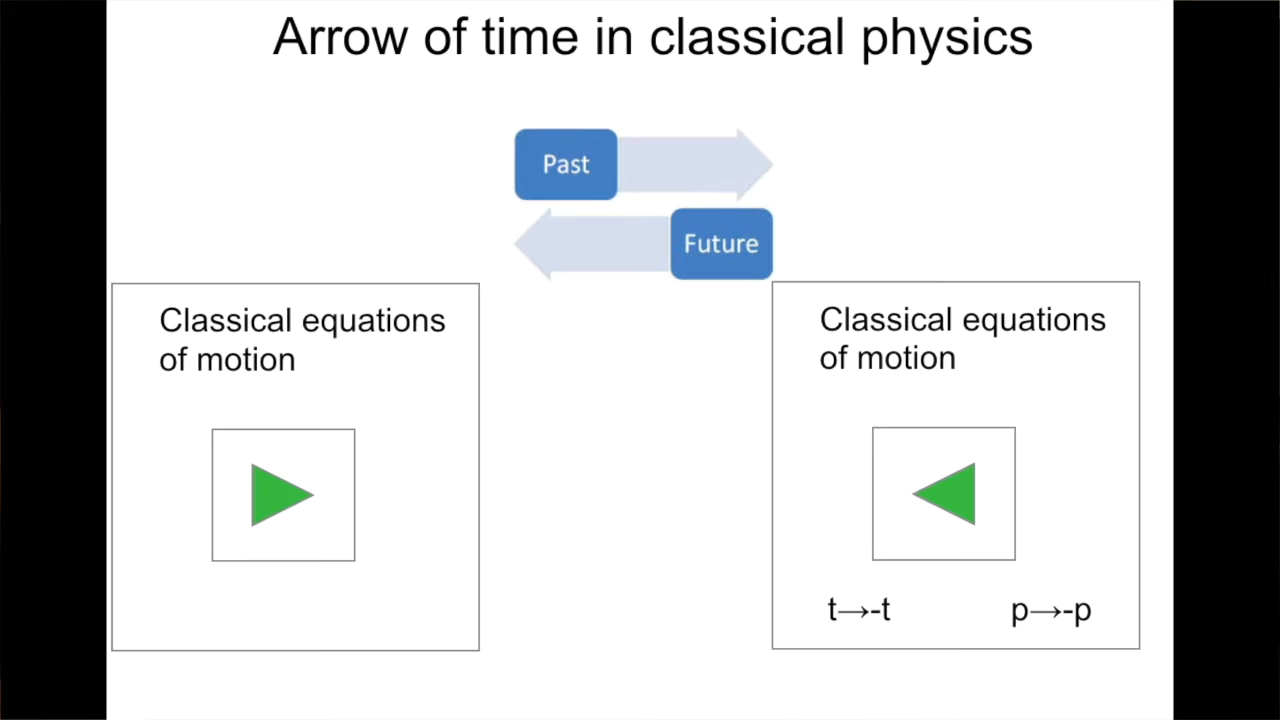 Arrow of time in classical physics
Past
Future
Classical equations
of motion
Classical equations
of motion
t→-t
p→-p